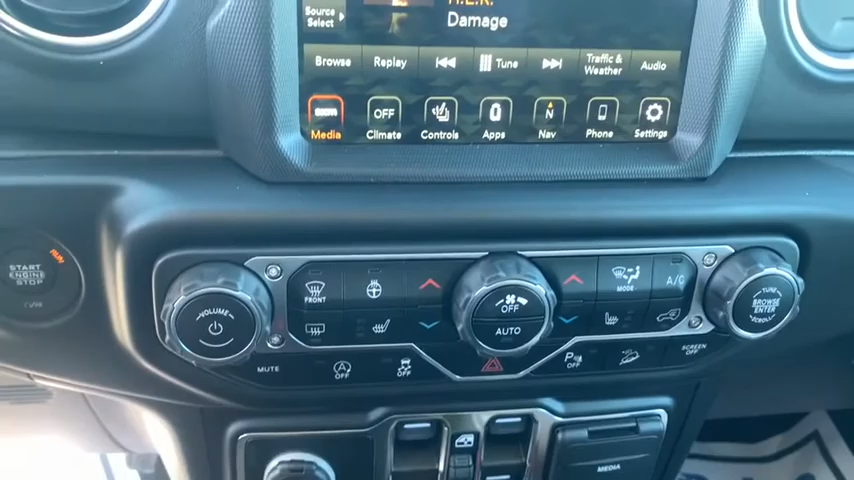 Source
Select
H.E.R.
Damage
Browse Replay Tune Traffic & Weather Audio
OFF N
Media Climate Controls Apps Nav Phone Settings
START
ENGINE
STOP
RUN
VOLUME
FRONT
OFF
AUTO
MODE
A/C
TUNE
BROWSE
ENTER
SCROLL
MUTE
OFF
OFF
OFF
SCREEN
OFF
MEDIA